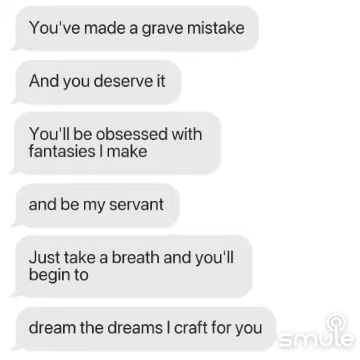 You've made a grave mistake
And you deserve it
You'll be obsessed with
fantasies I make
and be my servant
Just take a breath and you'll
begin to
dream the dreams I craft for you
smule